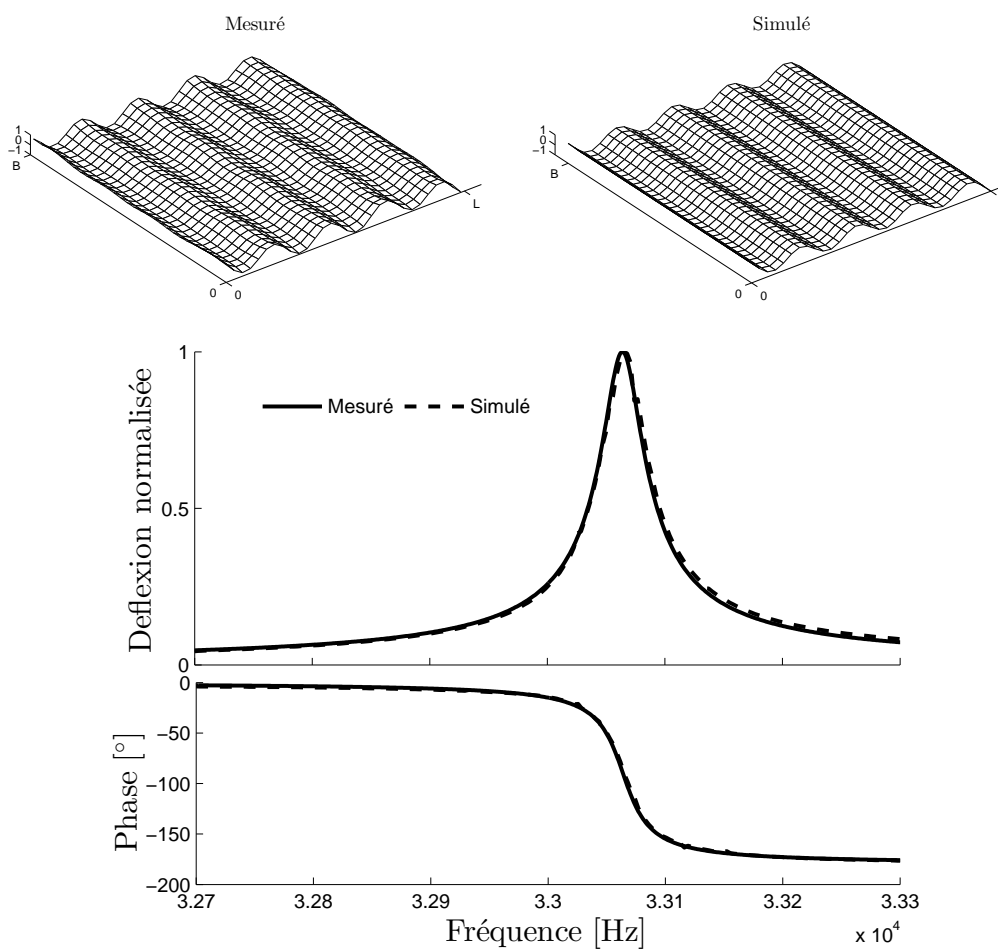 Mesuré
Simulé
1
0
−1
B
L
0
0
1
0
−1
B
0
0
1
Deflexion normalisée
Mesuré
Simulé
0.5
0
0
Phase [°]
−50
−100
−150
−200
3.27
3.28
3.29
3.3
3.31
3.32
3.33
Fréquence [Hz]
x 10⁴